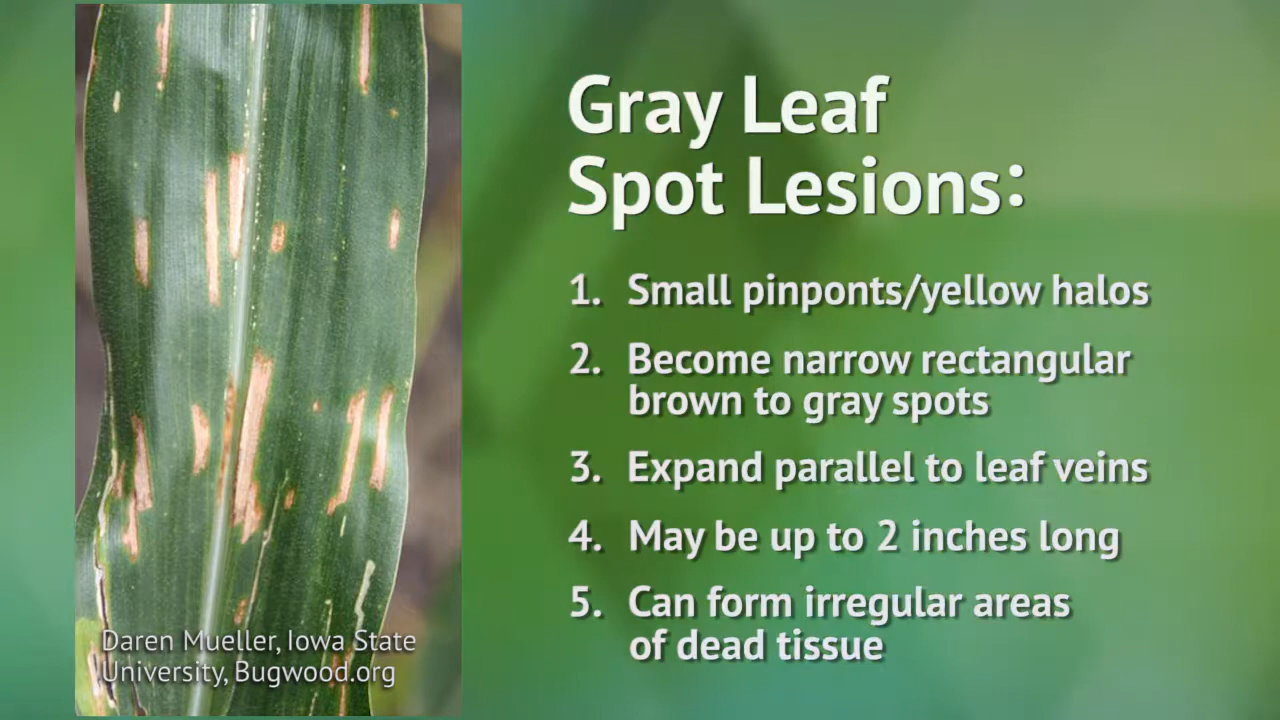 Gray Leaf
Spot Lesions:
1. Small pinponts/yellow halos
2. Become narrow rectangular
brown to gray spots
3. Expand parallel to leaf veins
4. May be up to 2 inches long
5. Can form irregular areas
of dead tissue
Daren Mueller, Iowa State
University, Bugwood.org